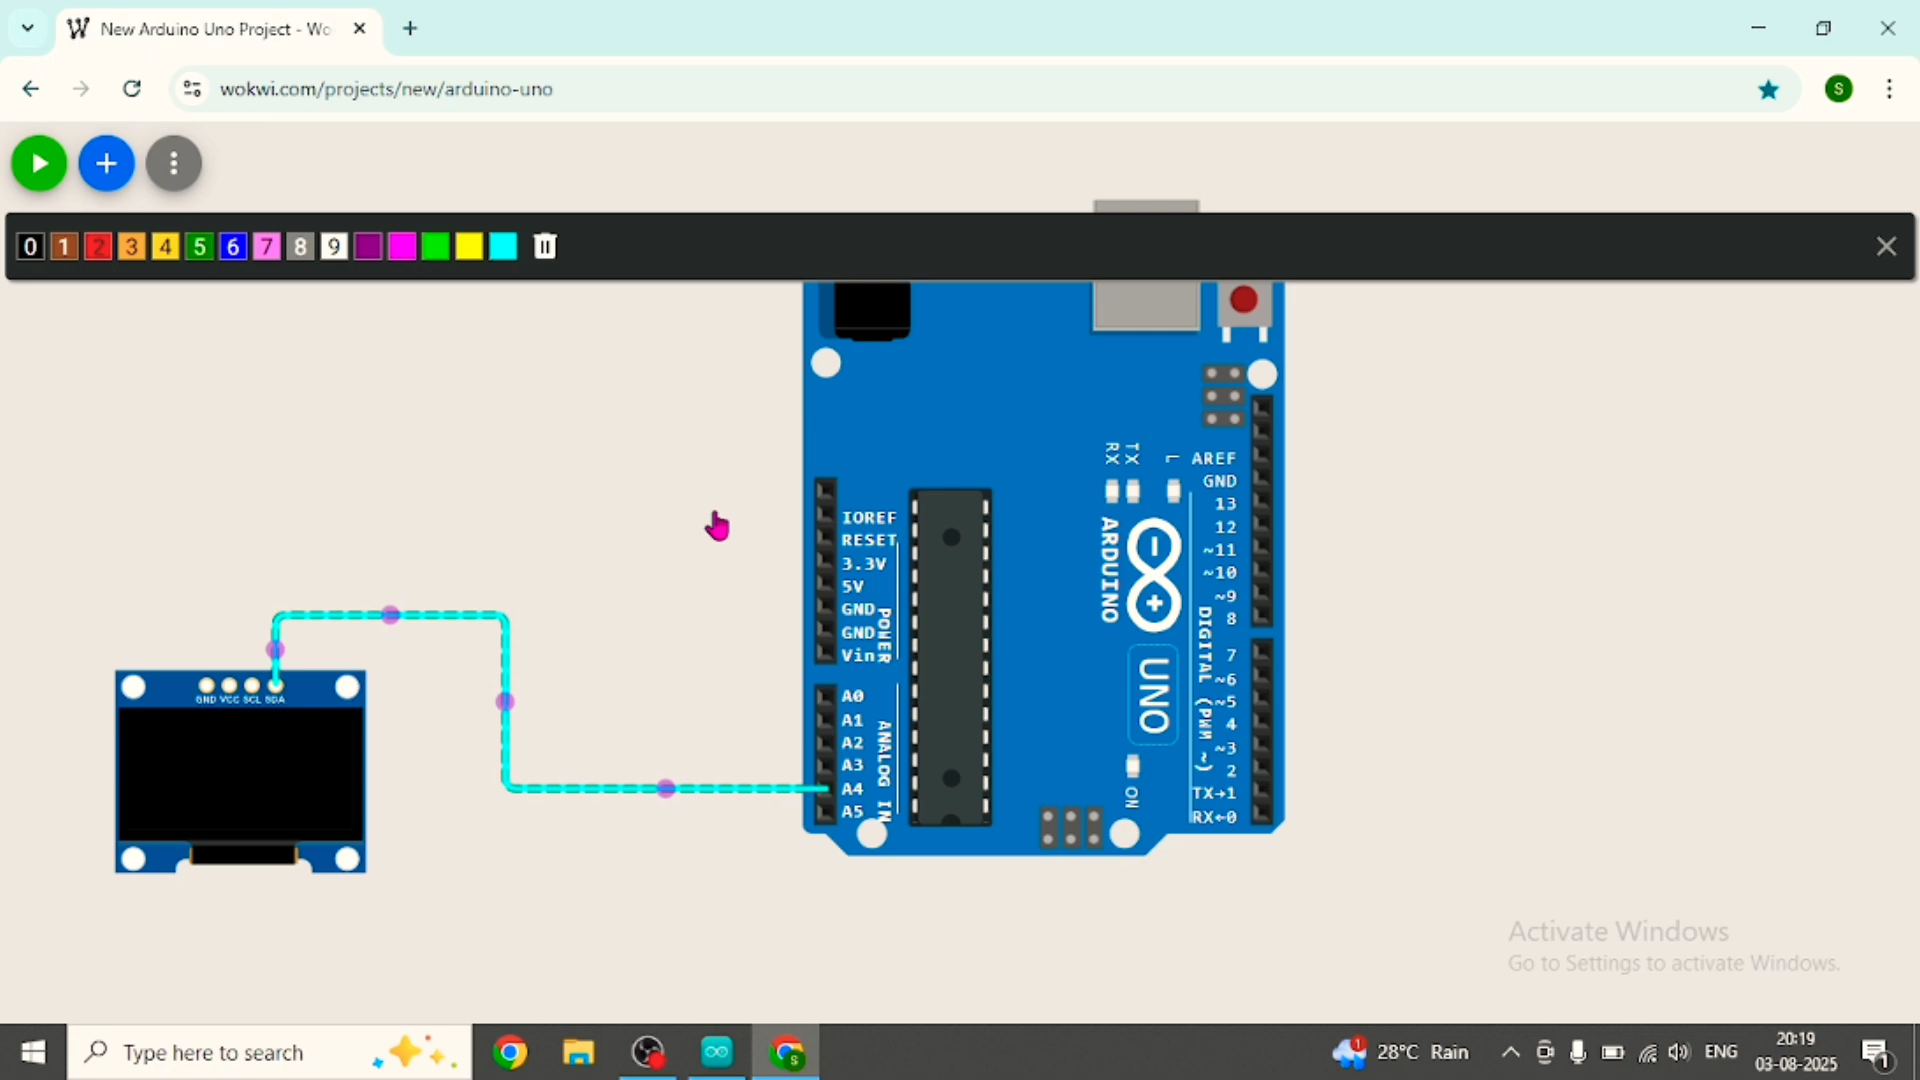 New Arduino Uno Project - Wo
wokwi.com/projects/new/arduino-uno
S
0 1 2 3 4 5 6 7 8 9
RX TX L
AREF
GND
13
12
~11
~10
~9
8
IOREF
RESET
3.3V
5V
GND
GND
Vin
POWER
ARDUINO
UNO
DIGITAL (PWM ~)
7
~6
~5
4
~3
2
TX→1
RX←0
A0
A1
A2
A3
A4
A5
ANALOG IN
ON
GND VCC SCL SDA
Activate Windows
Go to Settings to activate Windows.
Type here to search
S
1
28°C Rain
ENG
20:19
03-08-2025
1